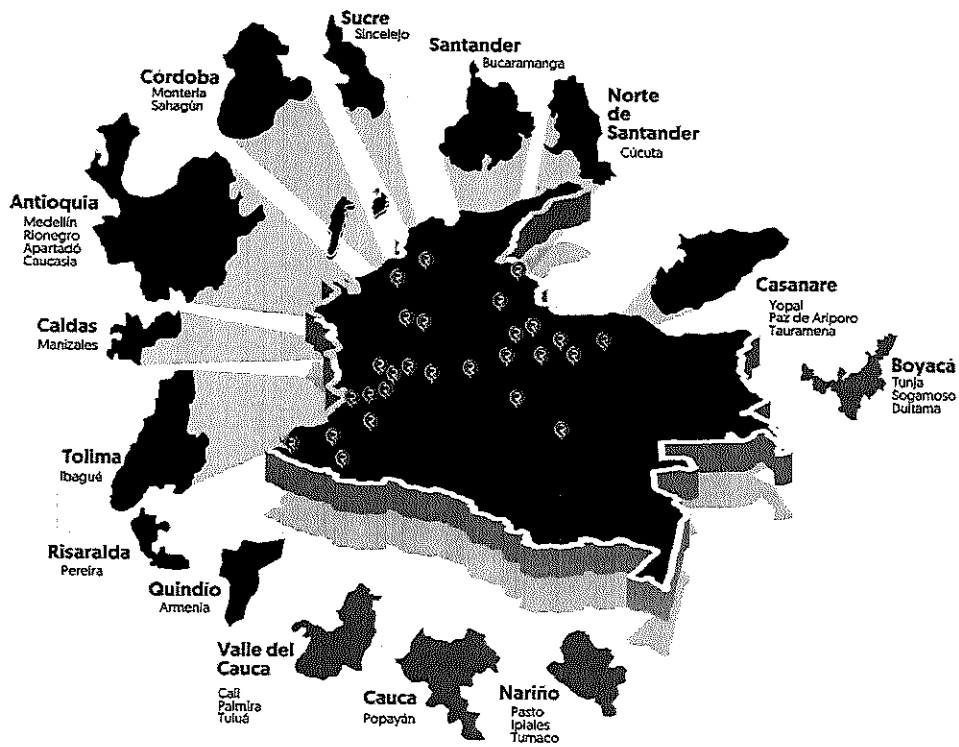 Sucre
Sincelejo
Santander
Bucaramanga
Córdoba
Montería
Sahagún
Norte
de
Santander
Cúcuta
Antioquia
Medellín
Rionegro
Apartadó
Caucasia
Casanare
Yopal
Paz de Ariporo
Tauramena
Caldas
Manizales
Boyacá
Tunja
Sogamoso
Duitama
Tolima
Ibagué
Risaralda
Pereira
Quindío
Armenia
Valle del
Cauca
Cali
Palmira
Tuluá
Cauca
Popayán
Nariño
Pasto
Ipiales
Tumaco